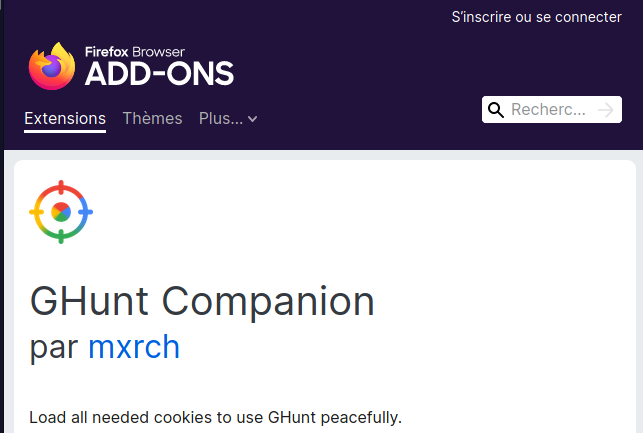 S'inscrire ou se connecter
Firefox Browser
ADD-ONS
Extensions Thèmes Plus...
Recherc...
GHunt Companion
par mxrch
Load all needed cookies to use GHunt peacefully.